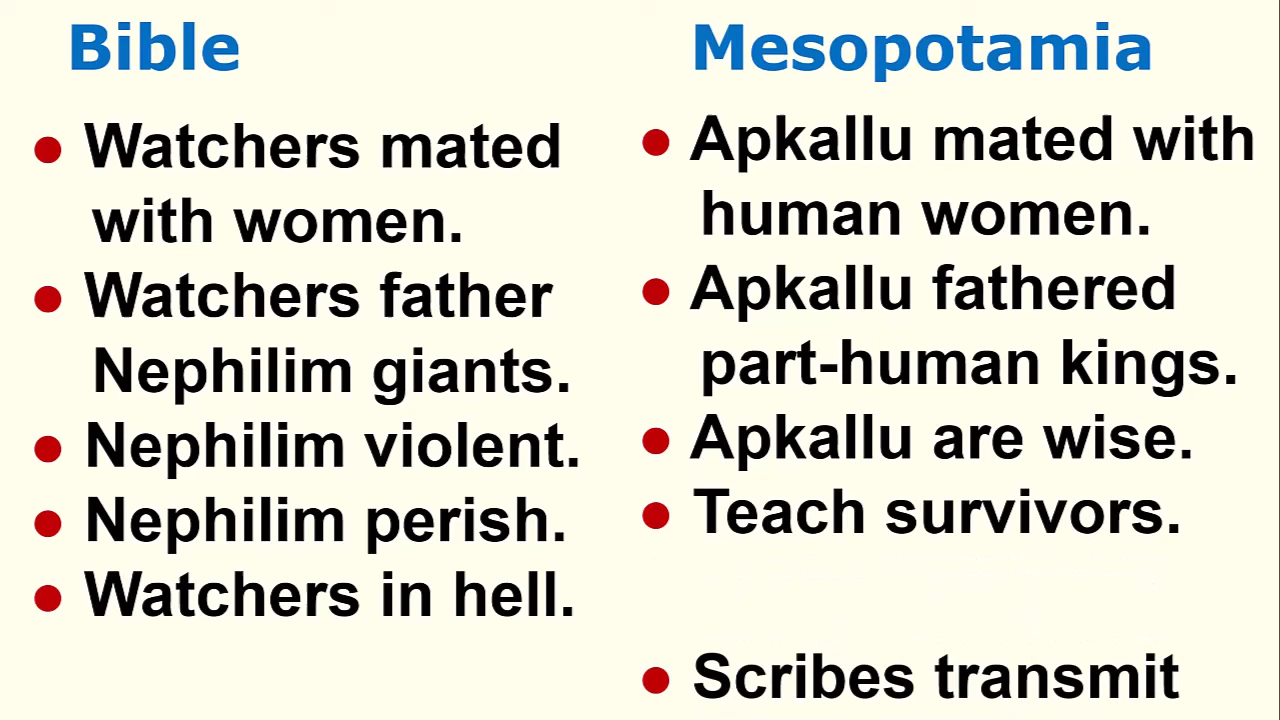 Bible
● Watchers mated
with women.
● Watchers father
Nephilim giants.
● Nephilim violent.
● Nephilim perish.
● Watchers in hell.
Mesopotamia
● Apkallu mated with
human women.
● Apkallu fathered
part-human kings.
● Apkallu are wise.
● Teach survivors.
● Scribes transmit